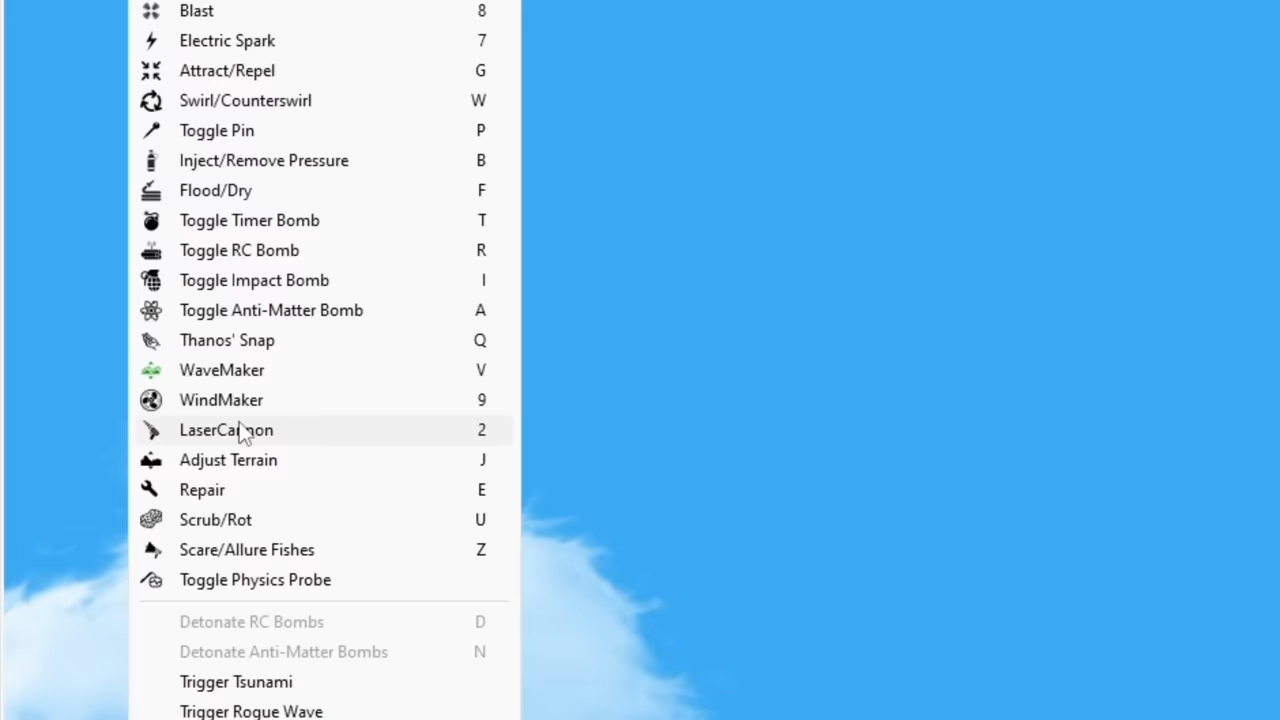 Blast 8
Electric Spark 7
Attract/Repel G
Swirl/Counterswirl W
Toggle Pin P
Inject/Remove Pressure B
Flood/Dry F
Toggle Timer Bomb T
Toggle RC Bomb R
Toggle Impact Bomb I
Toggle Anti-Matter Bomb A
Thanos' Snap Q
WaveMaker V
WindMaker 9
LaserCannon 2
Adjust Terrain J
Repair E
Scrub/Rot U
Scare/Allure Fishes Z
Toggle Physics Probe
Detonate RC Bombs D
Detonate Anti-Matter Bombs N
Trigger Tsunami
Trigger Rogue Wave